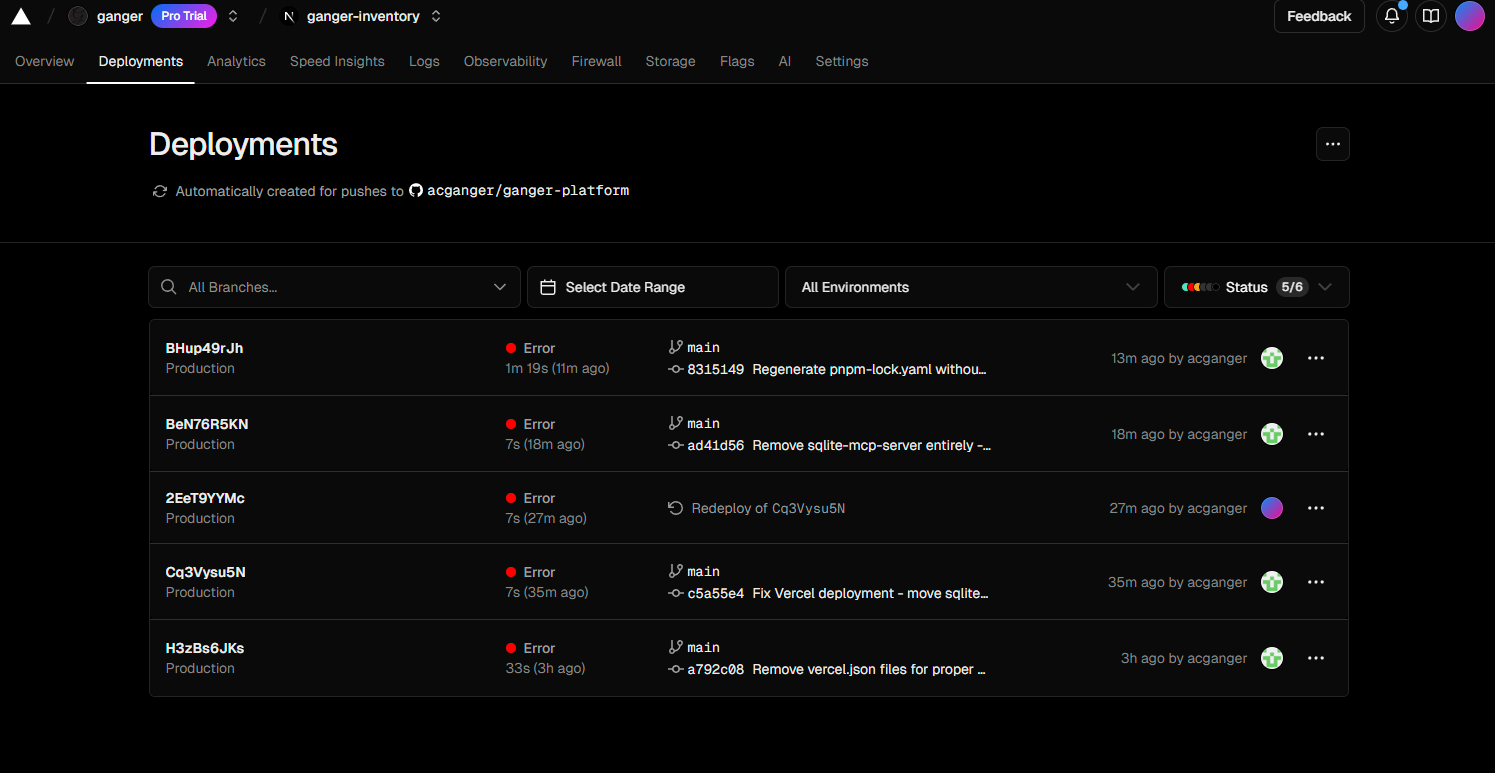 ganger Pro Trial ganger-inventory Feedback
Overview Deployments Analytics Speed Insights Logs Observability Firewall Storage Flags AI Settings
Deployments
Automatically created for pushes to acganger/ganger-platform
All Branches... Select Date Range All Environments Status 5/6
BHup49rJh Error main
Production 1m 19s (11m ago) 8315149 Regenerate pnpm-lock.yaml withou... 13m ago by acganger
BeN76R5KN Error main
Production 7s (18m ago) ad41d56 Remove sqlite-mcp-server entirely -... 18m ago by acganger
2EeT9YYMc Error Redeploy of Cq3Vysu5N 27m ago by acganger
Production 7s (27m ago)
Cq3Vysu5N Error main
Production 7s (35m ago) c5a55e4 Fix Vercel deployment - move sqlite... 35m ago by acganger
H3zBs6JKs Error main
Production 33s (3h ago) a792c08 Remove vercel.json files for proper ... 3h ago by acganger